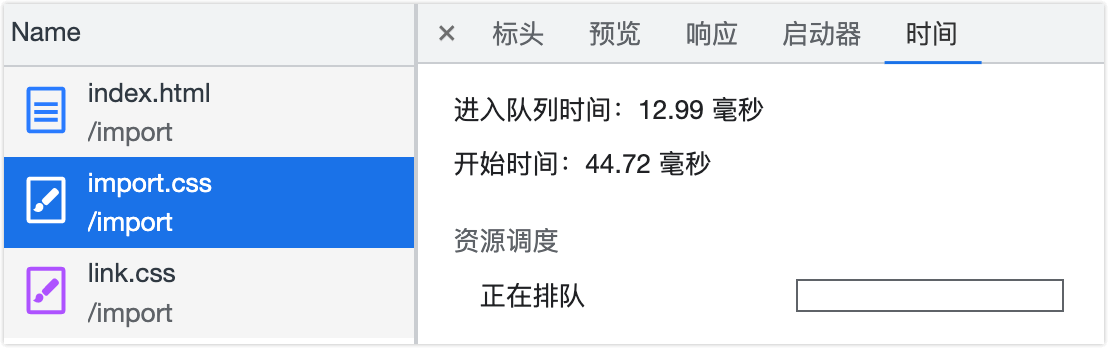 Name
index.html
/import
import.css
/import
link.css
/import
× 标头 预览 响应 启动器 时间
进入队列时间：12.99 毫秒
开始时间：44.72 毫秒
资源调度
正在排队